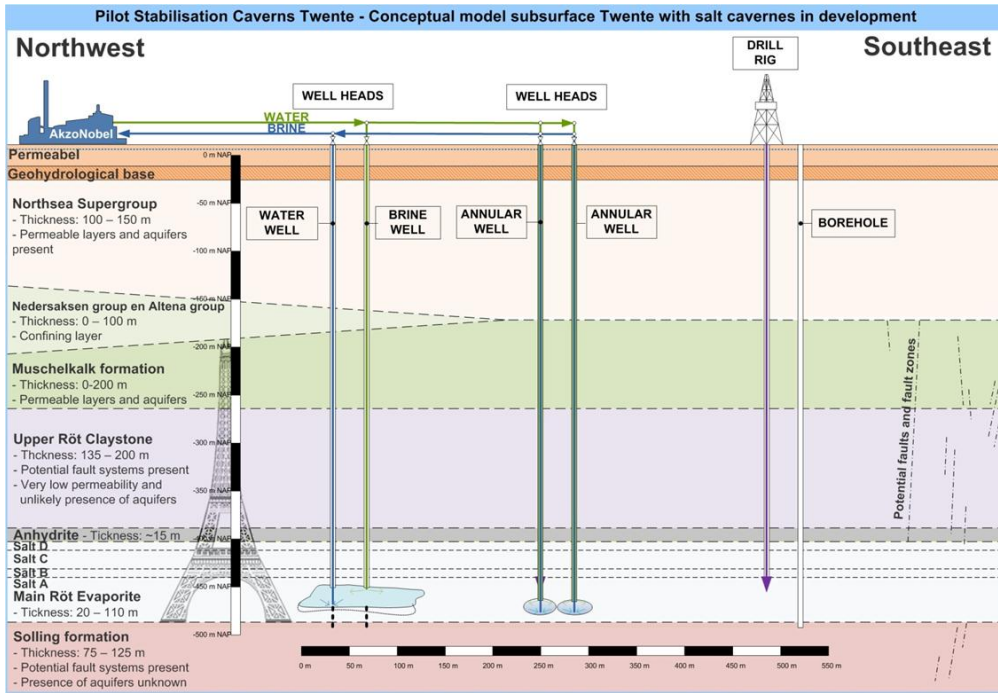 Pilot Stabilisation Caverns Twente - Conceptual model subsurface Twente with salt cavernes in development
Northwest
Southeast
DRILL
RIG
WELL HEADS
WELL HEADS
WATER
BRINE
AkzoNobel
Permeabel
Geohydrological base
Northsea Supergroup
- Thickness: 100 – 150 m
- Permeable layers and aquifers
present
WATER
WELL
BRINE
WELL
ANNULAR
WELL
ANNULAR
WELL
BOREHOLE
Nedersaksen group en Altena group
- Thickness: 0 – 100 m
- Confining layer
Muschelkalk formation
- Thickness: 0-200 m
- Permeable layers and aquifers
Upper Röt Claystone
- Thckness: 135 – 200 m
- Potential fault systems present
- Very low permeability and
unlikely presence of aquifers
Potential faults and fault zones
Anhydrite - Tickness: ~15 m
Salt D
Salt C
Salt B
Salt A
Main Röt Evaporite
- Tickness: 20 – 110 m
Solling formation
- Thickness: 75 – 125 m
- Potential fault systems present
- Presence of aquifers unknown
0 m NAP
-50 m NAP
-100 m NAP
-150 m NAP
-200 m NAP
-250 m NAP
-300 m NAP
-350 m NAP
-400 m NAP
-450 m NAP
-500 m NAP
0 m
50 m
100 m
150 m
200 m
250 m
300 m
350 m
400 m
450 m
500 m
550 m